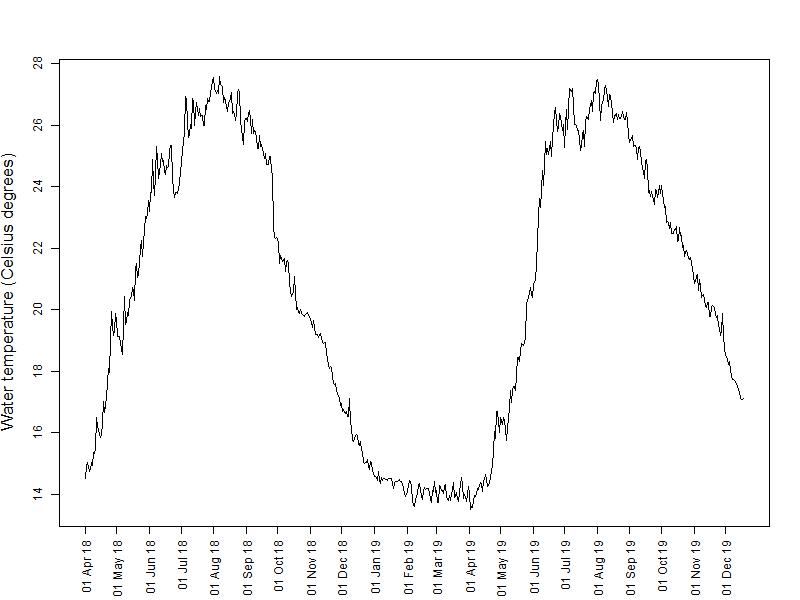 Water temperature (Celsius degrees)
28
26
24
22
20
18
16
14
01 Apr 18
01 May 18
01 Jun 18
01 Jul 18
01 Aug 18
01 Sep 18
01 Oct 18
01 Nov 18
01 Dec 18
01 Jan 19
01 Feb 19
01 Mar 19
01 Apr 19
01 May 19
01 Jun 19
01 Jul 19
01 Aug 19
01 Sep 19
01 Oct 19
01 Nov 19
01 Dec 19